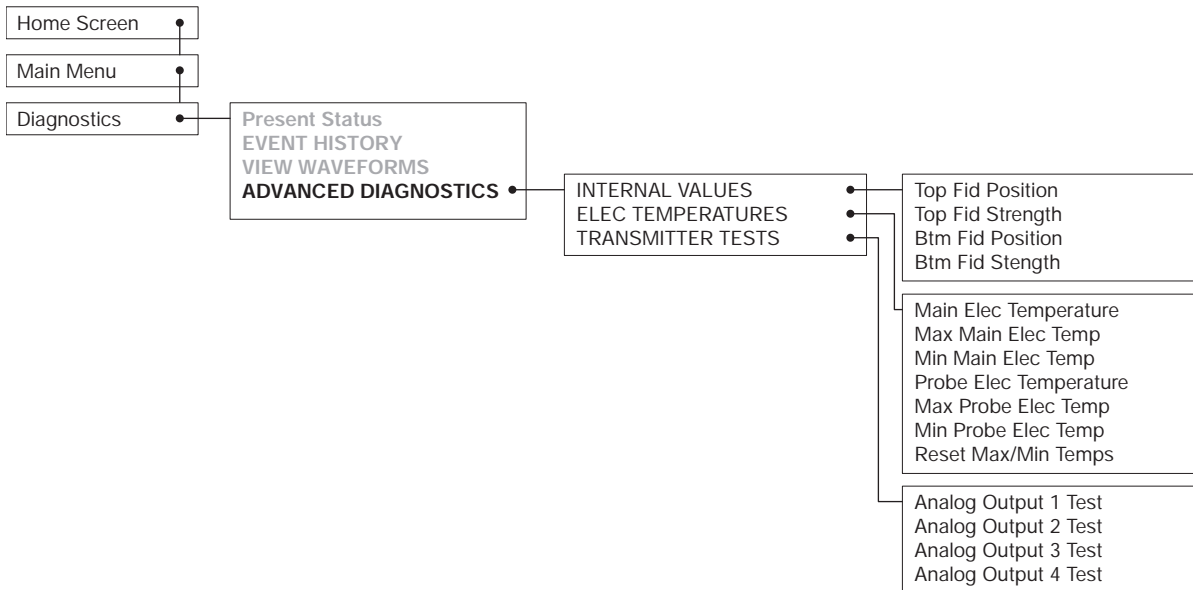 Home Screen
Main Menu
Diagnostics
Present Status
EVENT HISTORY
VIEW WAVEFORMS
ADVANCED DIAGNOSTICS
INTERNAL VALUES
ELEC TEMPERATURES
TRANSMITTER TESTS
Top Fid Position
Top Fid Strength
Btm Fid Position
Btm Fid Stength
Main Elec Temperature
Max Main Elec Temp
Min Main Elec Temp
Probe Elec Temperature
Max Probe Elec Temp
Min Probe Elec Temp
Reset Max/Min Temps
Analog Output 1 Test
Analog Output 2 Test
Analog Output 3 Test
Analog Output 4 Test